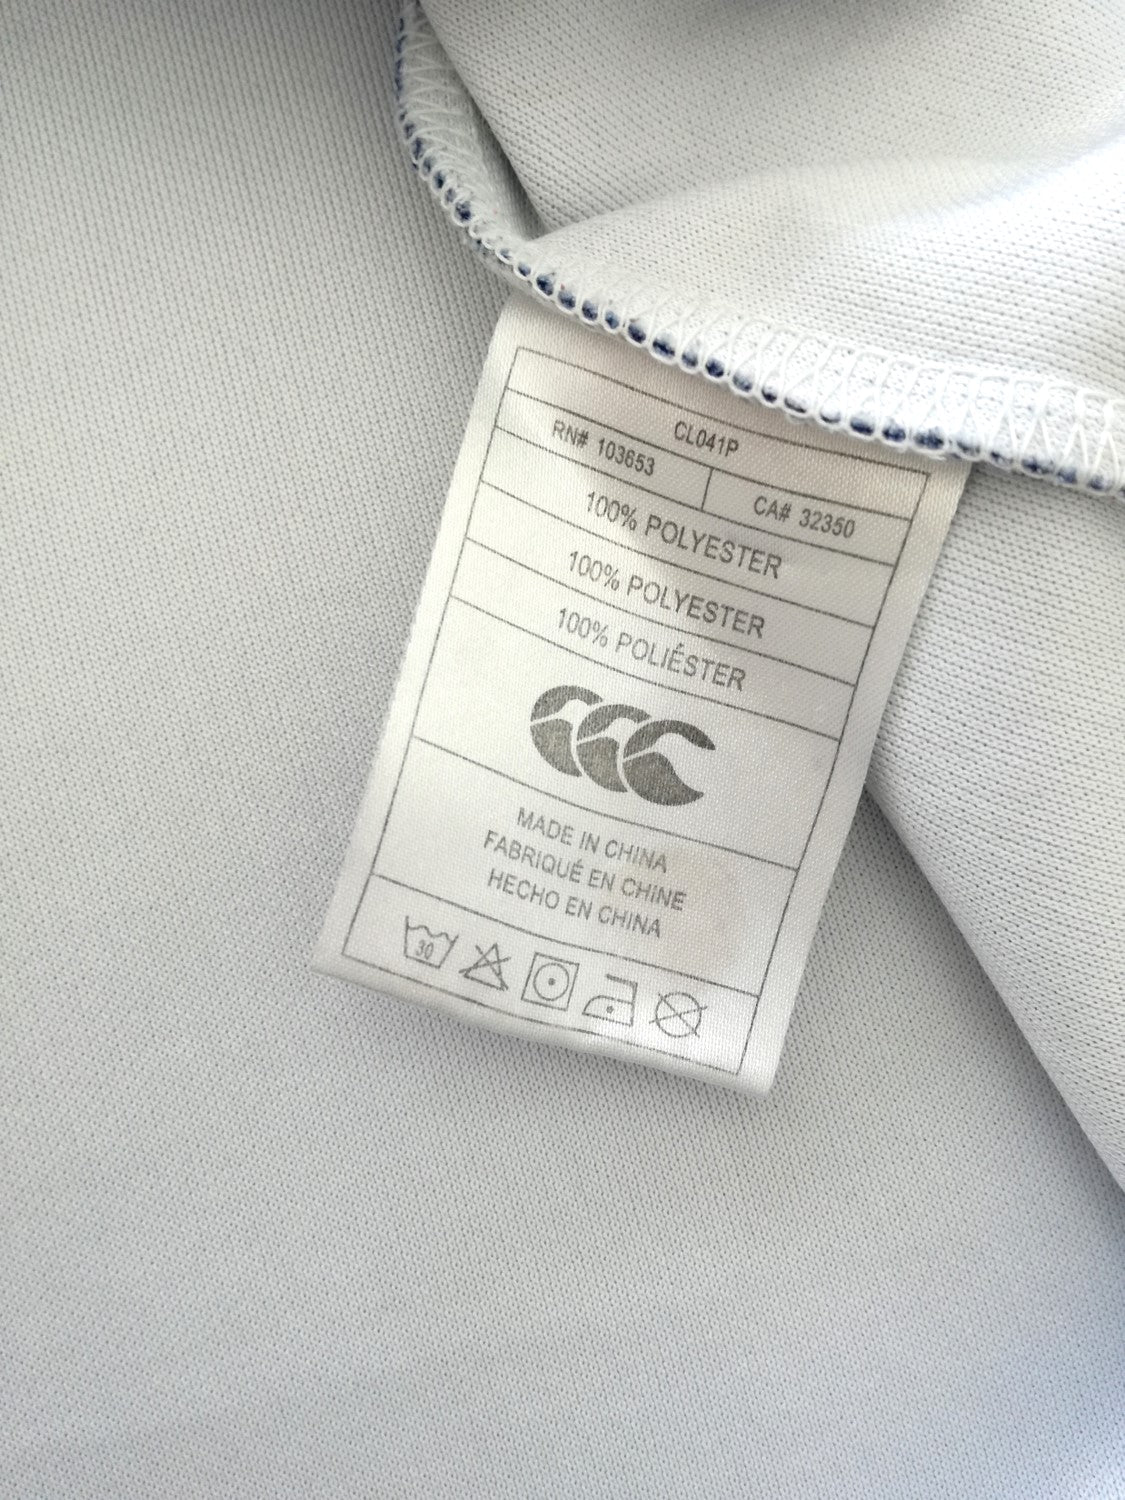 CL041P
RN# 103653 CA# 32350
100% POLYESTER
100% POLYESTER
100% POLIÉSTER
MADE IN CHINA
FABRIQUÉ EN CHINE
HECHO EN CHINA
30